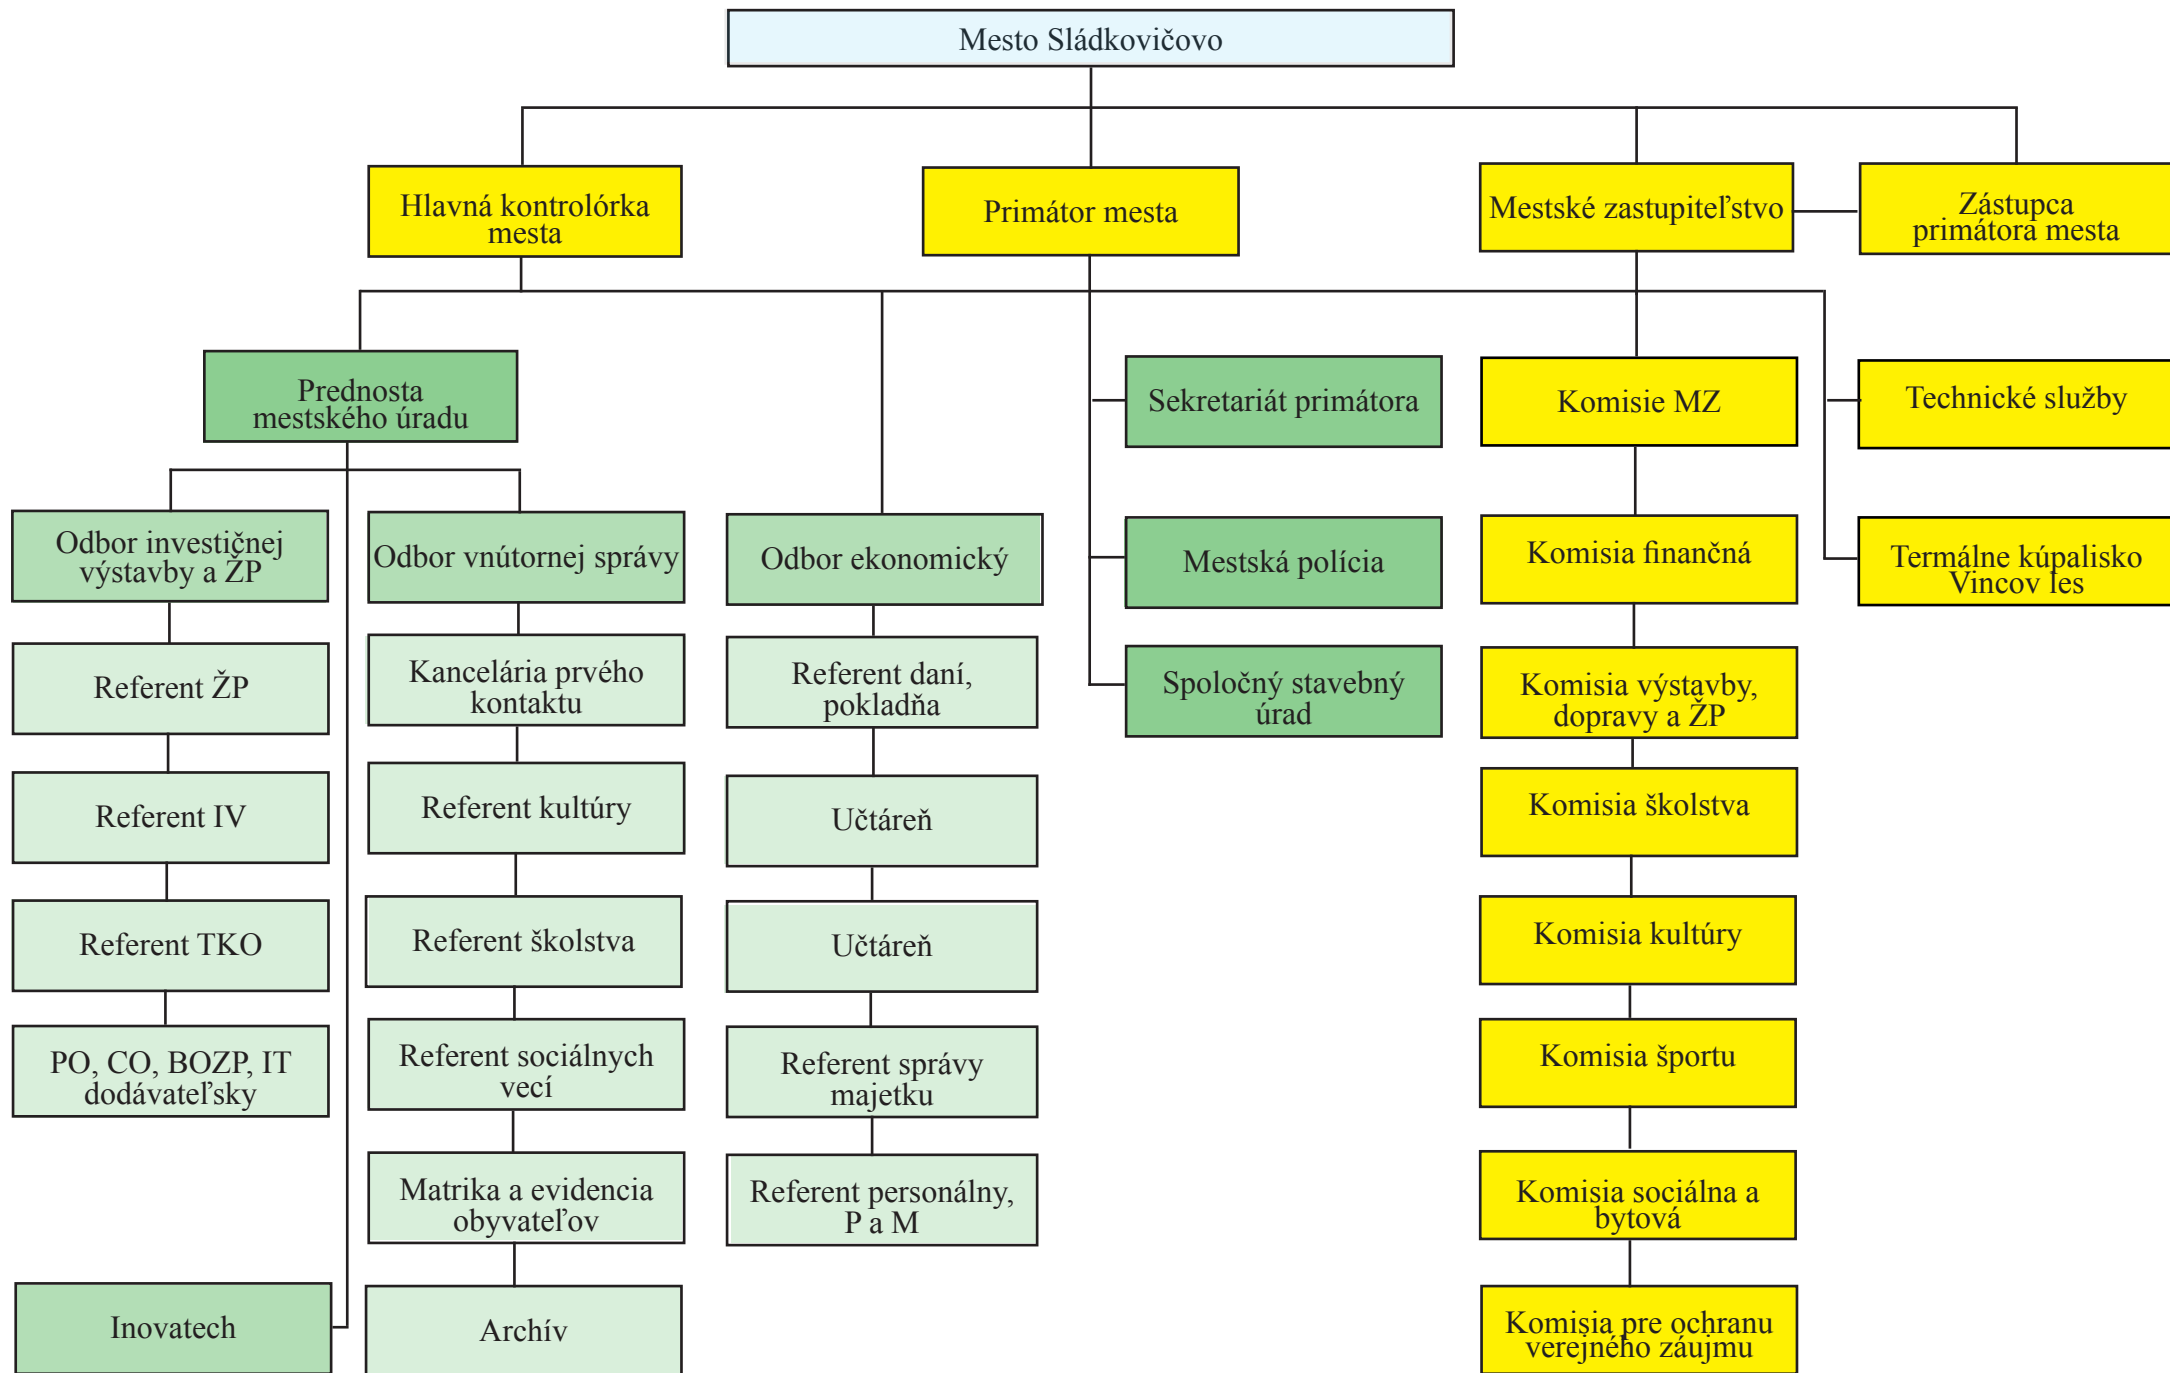 Mesto Sládkovičovo
Hlavná kontrolórka
mesta
Primátor mesta
Mestské zastupiteľstvo
Zástupca
primátora mesta
Prednosta
mestského úradu
Sekretariát primátora
Komisie MZ
Technické služby
Odbor investičnej
výstavby a ŽP
Odbor vnútornej správy
Odbor ekonomický
Mestská polícia
Komisia finančná
Termálne kúpalisko
Vincov les
Referent ŽP
Kancelária prvého
kontaktu
Referent daní,
pokladňa
Spoločný stavebný
úrad
Komisia výstavby,
dopravy a ŽP
Referent IV
Referent kultúry
Učtáreň
Komisia školstva
Referent TKO
Referent školstva
Učtáreň
Komisia kultúry
PO, CO, BOZP, IT
dodávateľsky
Referent sociálnych
vecí
Referent správy
majetku
Komisia športu
Matrika a evidencia
obyvateľov
Referent personálny,
P a M
Komisia sociálna a
bytová
Inovatech
Archív
Komisia pre ochranu
verejného záujmu